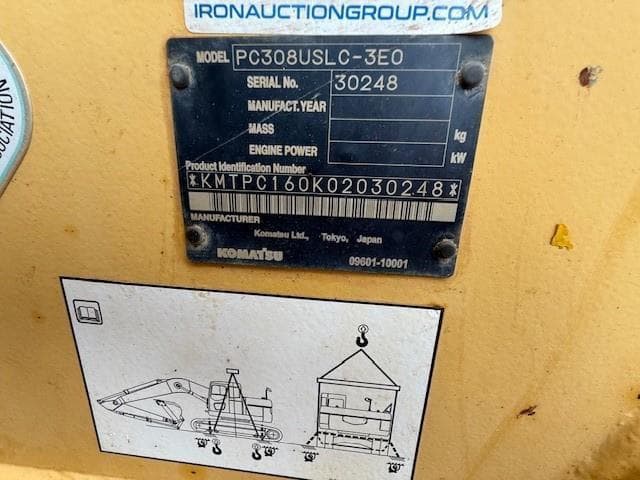 IRONAUCTIONGROUP.COM
OCIATION
MODEL PC308USLC-3E0
SERIAL No. 30248
MANUFACT.YEAR
MASS kg
ENGINE POWER kW
Product Identification Number
*KMTPC160K02030248*
MANUFACTURER
Komatsu Ltd., Tokyo, Japan
KOMATSU 09601-10001